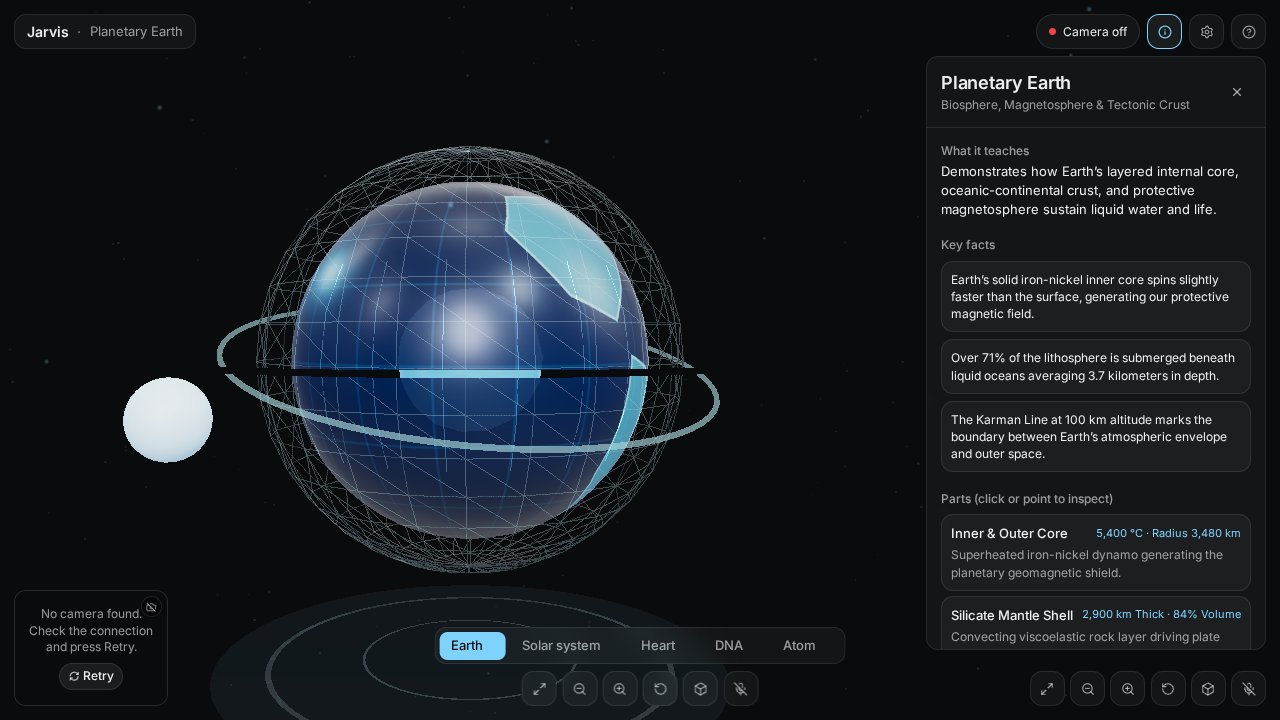 Jarvis · Planetary Earth
Camera off
Planetary Earth
Biosphere, Magnetosphere & Tectonic Crust
What it teaches
Demonstrates how Earth's layered internal core,
oceanic-continental crust, and protective
magnetosphere sustain liquid water and life.
Key facts
Earth's solid iron-nickel inner core spins slightly
faster than the surface, generating our protective
magnetic field.
Over 71% of the lithosphere is submerged beneath
liquid oceans averaging 3.7 kilometers in depth.
The Karman Line at 100 km altitude marks the
boundary between Earth's atmospheric envelope
and outer space.
Parts (click or point to inspect)
Inner & Outer Core 5,400 °C · Radius 3,480 km
Superheated iron-nickel dynamo generating the
planetary geomagnetic shield.
Silicate Mantle Shell 2,900 km Thick · 84% Volume
Convecting viscoelastic rock layer driving plate
No camera found.
Check the connection
and press Retry.
Retry
Earth Solar system Heart DNA Atom